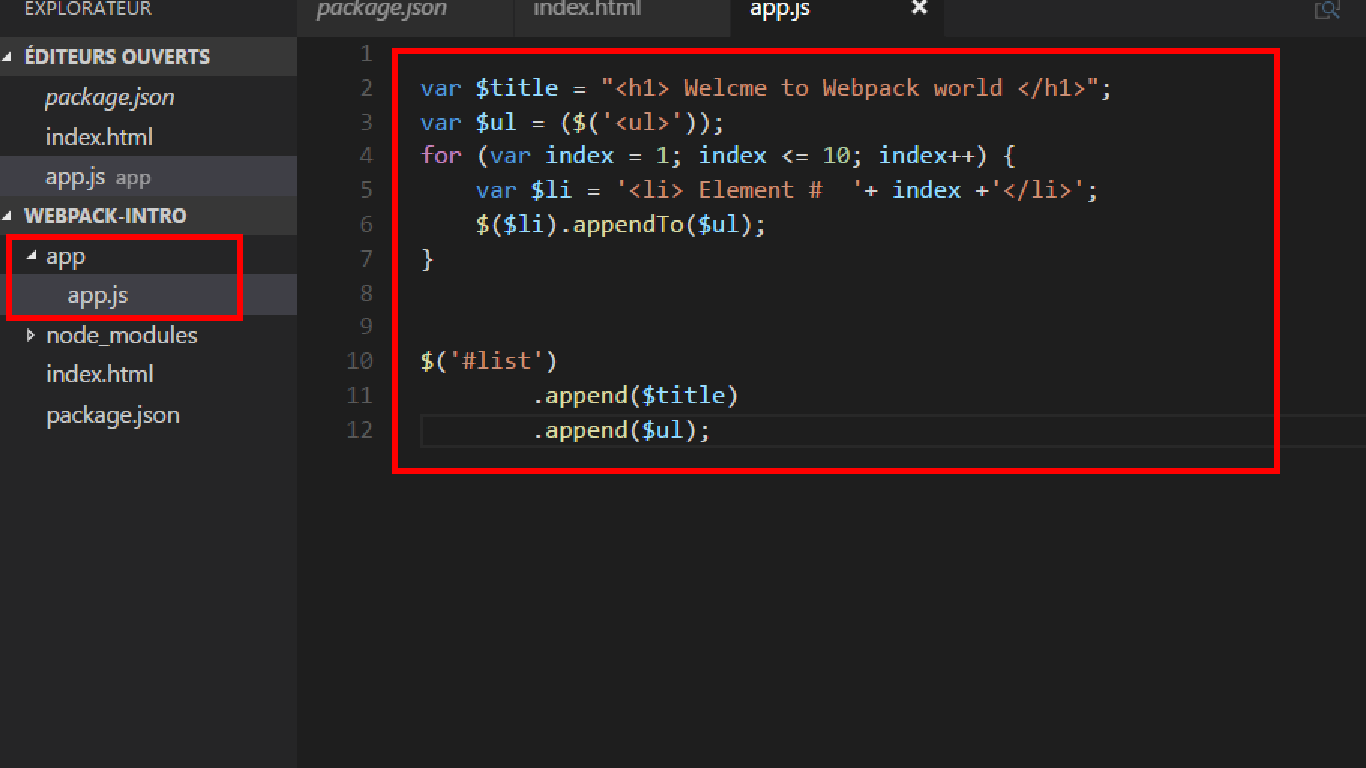 EXPLORATEUR
ÉDITEURS OUVERTS
package.json
index.html
app.js app
WEBPACK-INTRO
app
app.js
node_modules
index.html
package.json
package.json index.html app.js
1
2 var $title = "<h1> Welcme to Webpack world </h1>";
3 var $ul = ($('<ul>'));
4 for (var index = 1; index <= 10; index++) {
5 var $li = '<li> Element #  '+ index +'</li>';
6 $($li).appendTo($ul);
7 }
8
9
10 $('#list')
11 .append($title)
12 .append($ul);